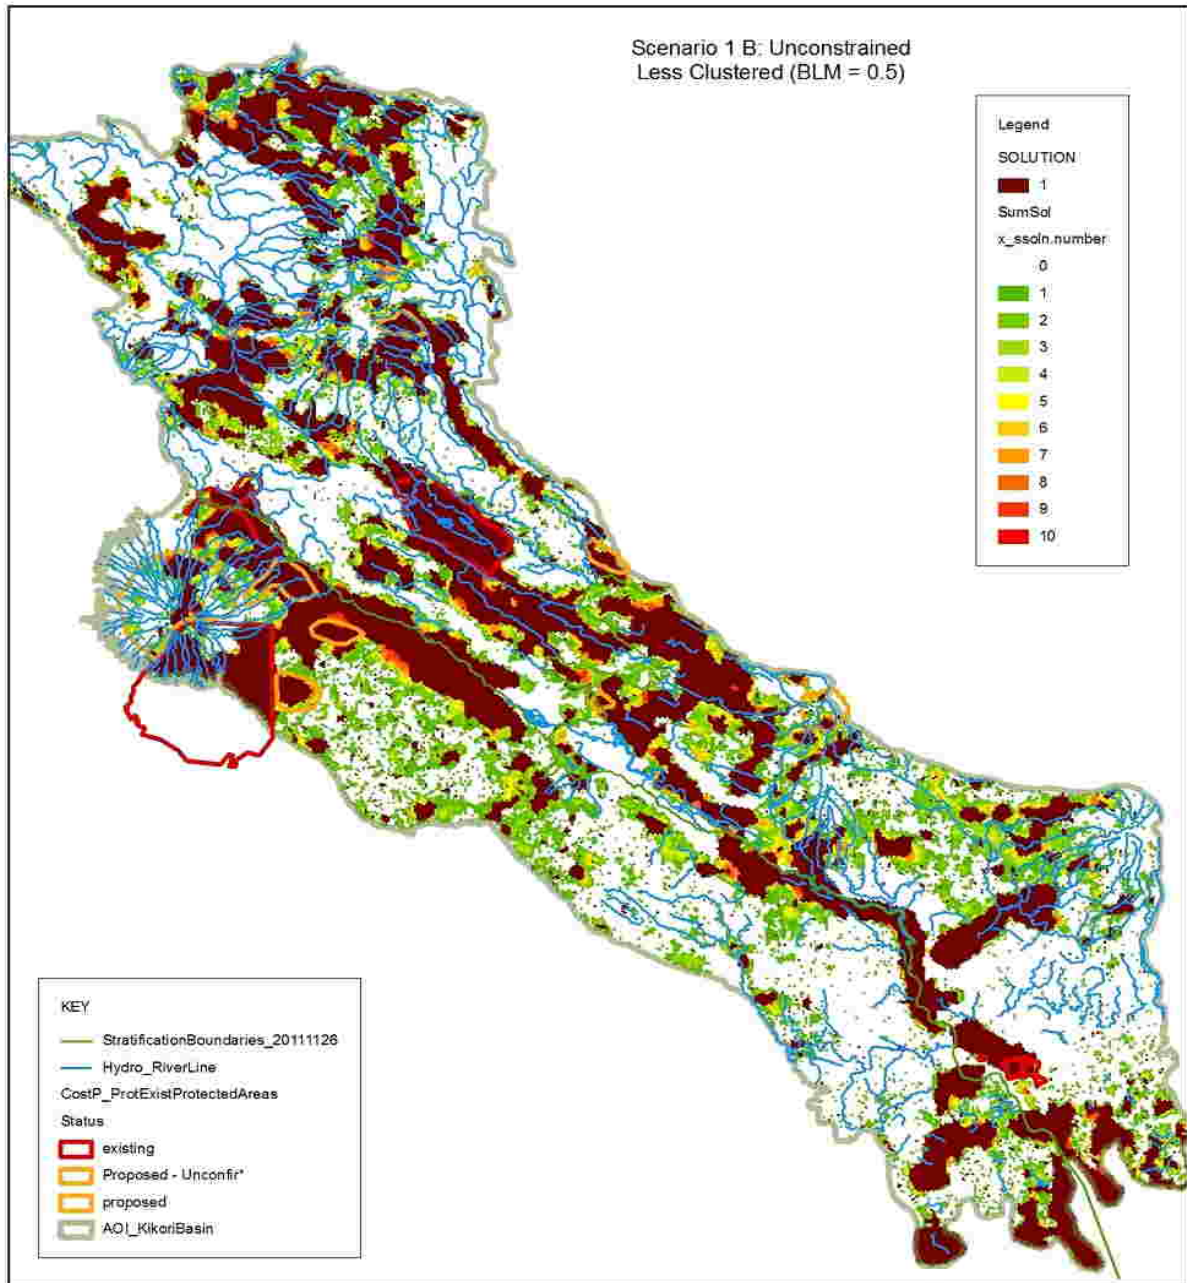 Scenario 1 B: Unconstrained
Less Clustered (BLM = 0.5)
Legend
SOLUTION
1
SumSol
x_ssoln.number
0
1
2
3
4
5
6
7
8
9
10
KEY
StratificationBoundaries_20111126
Hydro_RiverLine
CostP_ProtExistProtectedAreas
Status
existing
Proposed - Unconfir*
proposed
AOI_KikoriBasin